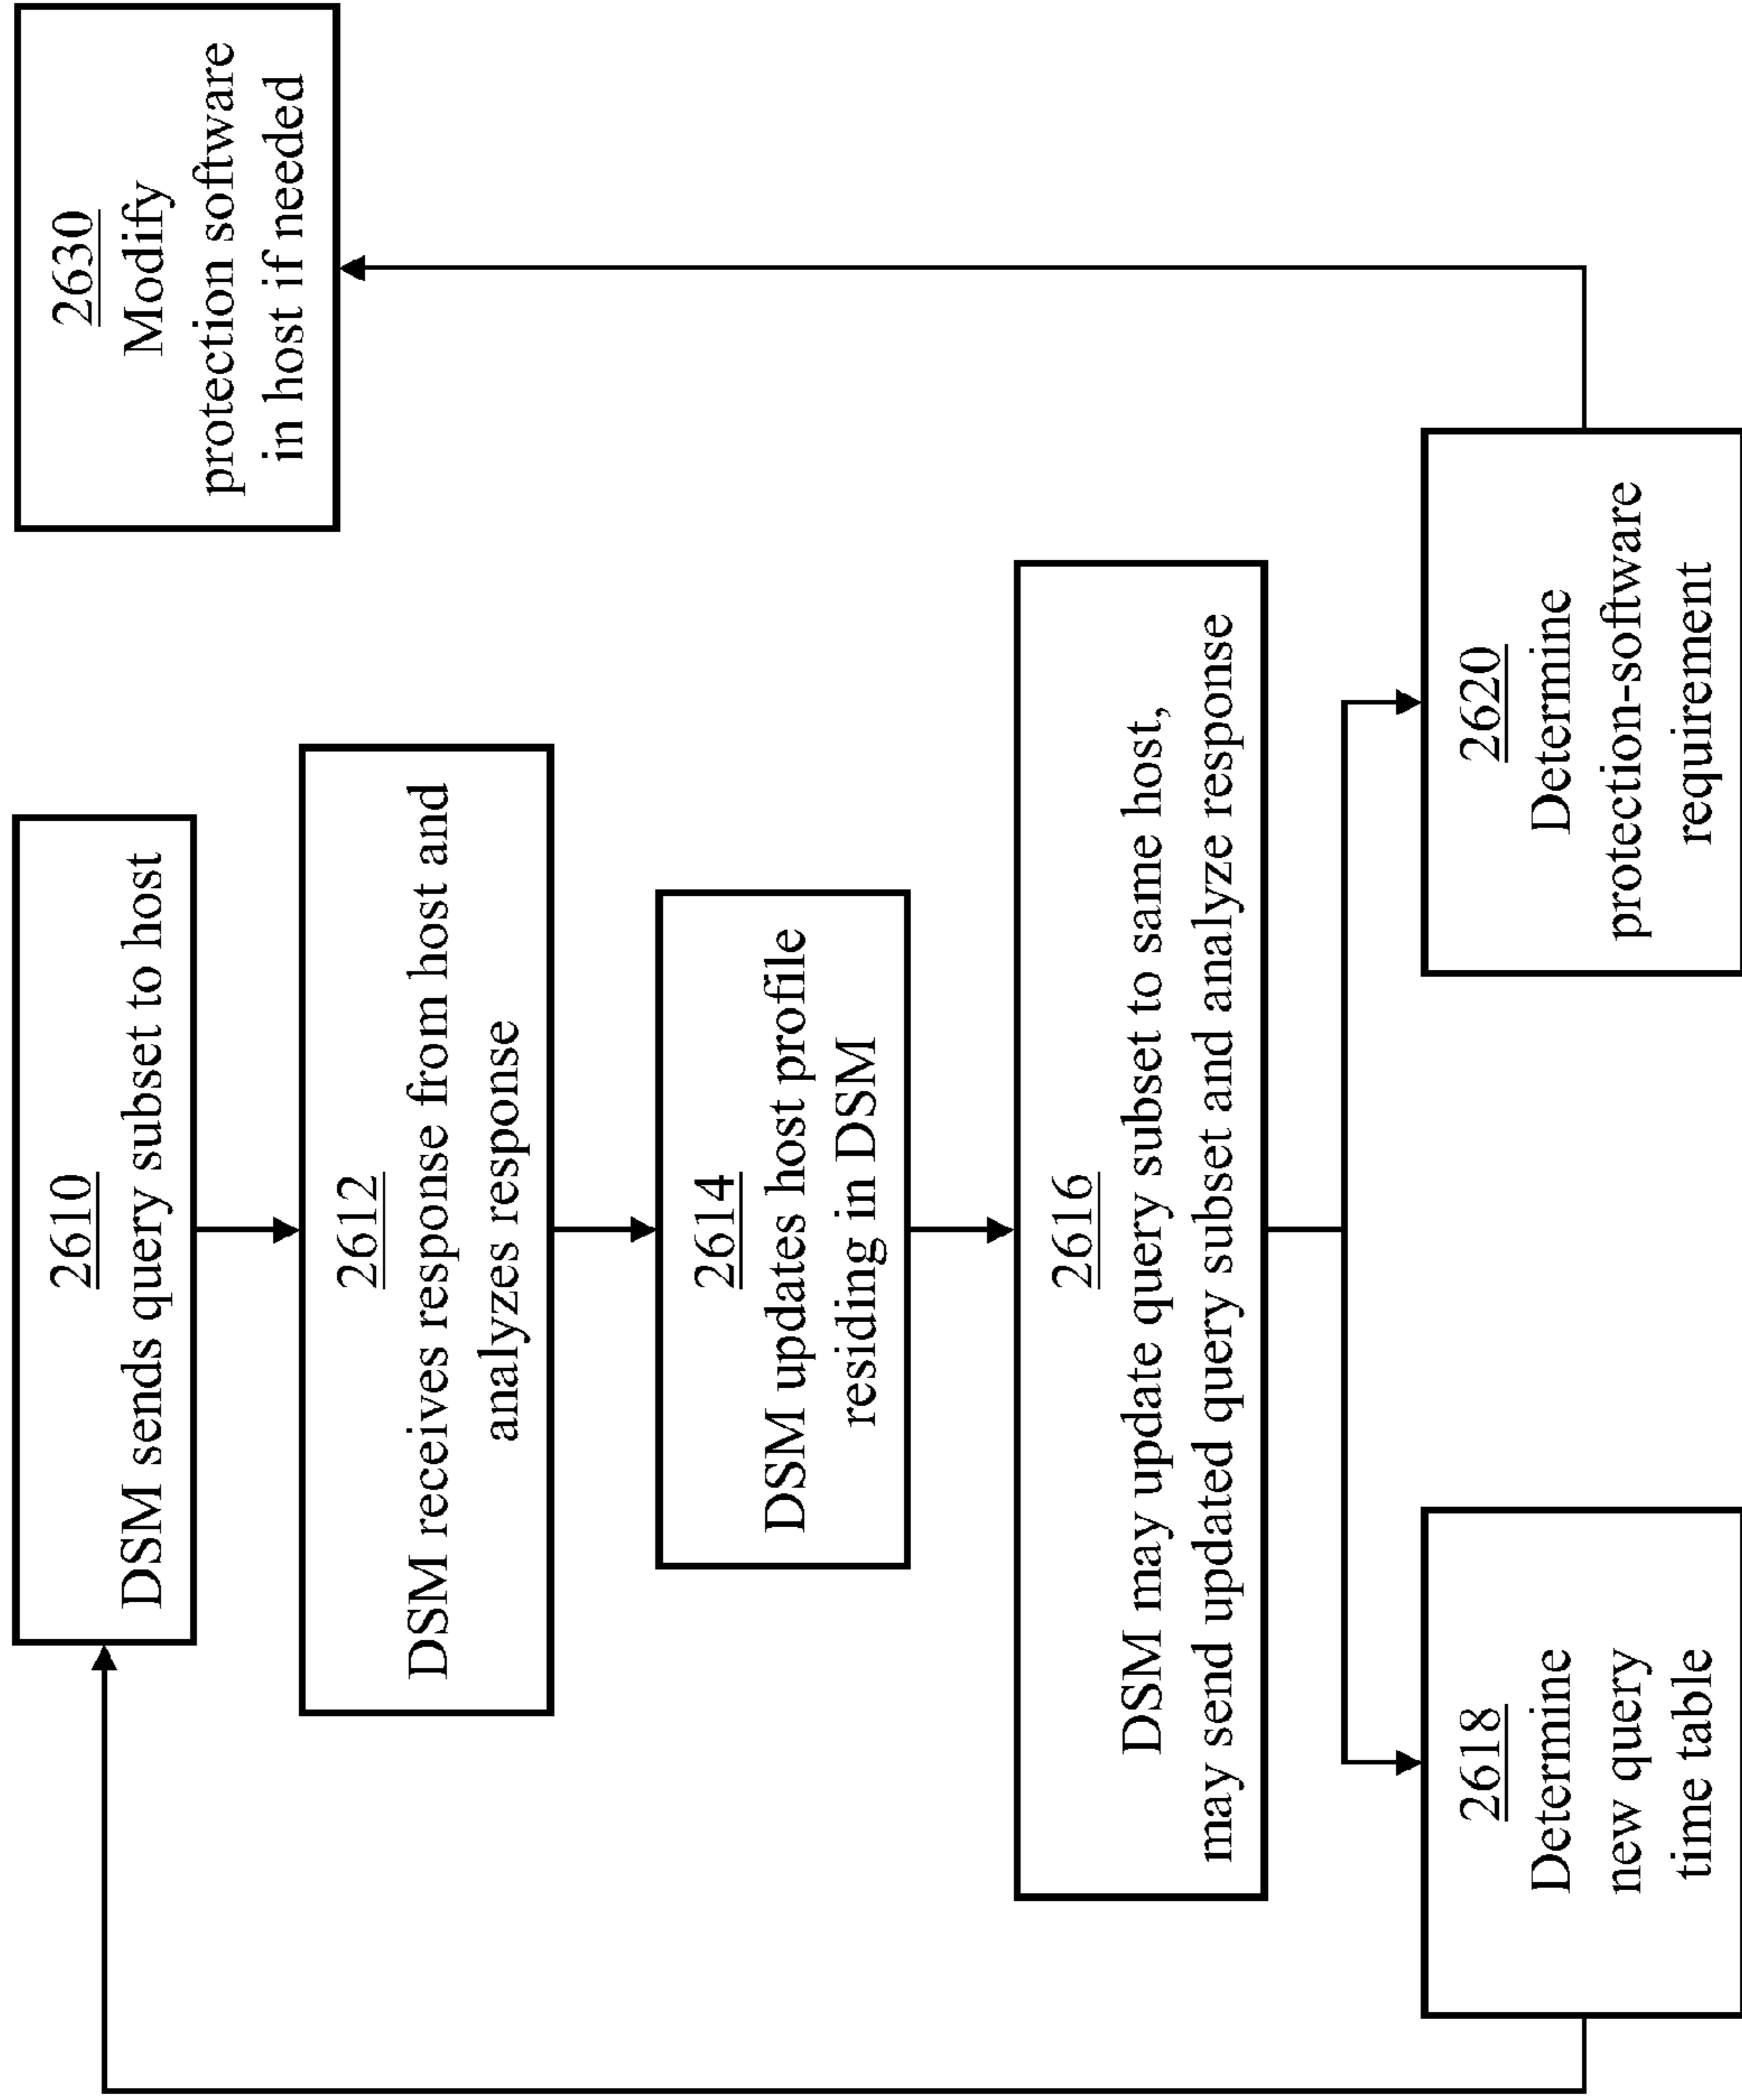 2610
DSM sends query subset to host
2612
DSM receives response from host and
analyzes response
2614
DSM updates host profile
residing in DSM
2616
DSM may update query subset to same host,
may send updated query subset and analyze response
2618
Determine
new query
time table
2620
Determine
protection-software
requirement
2630
Modify
protection software
in host if needed